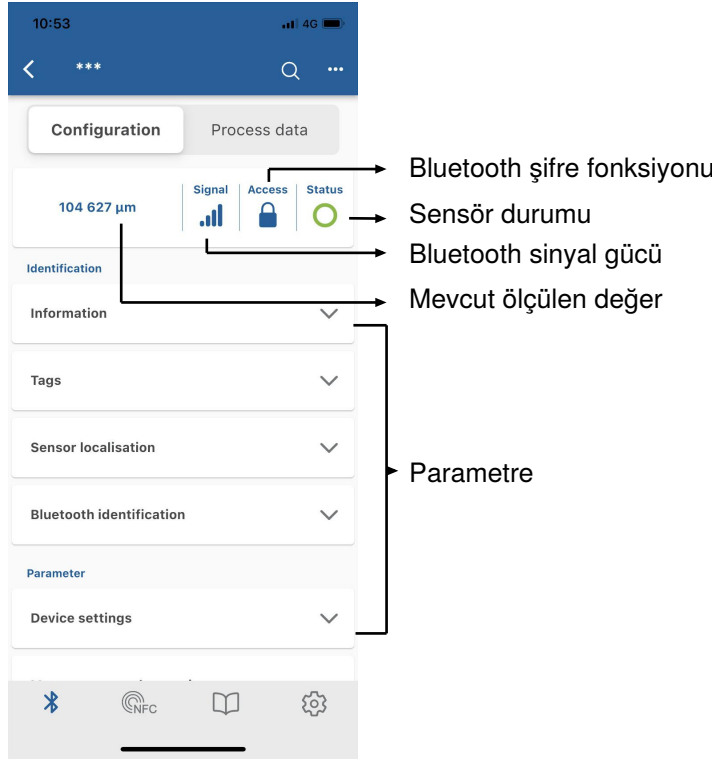 10:53
4G
***
Configuration
Process data
104 627 µm
Signal
Access
Status
Bluetooth şifre fonksiyonu
Sensör durumu
Bluetooth sinyal gücü
Mevcut ölçülen değer
Identification
Information
Tags
Sensor localisation
Bluetooth identification
Parametre
Parameter
Device settings
NFC